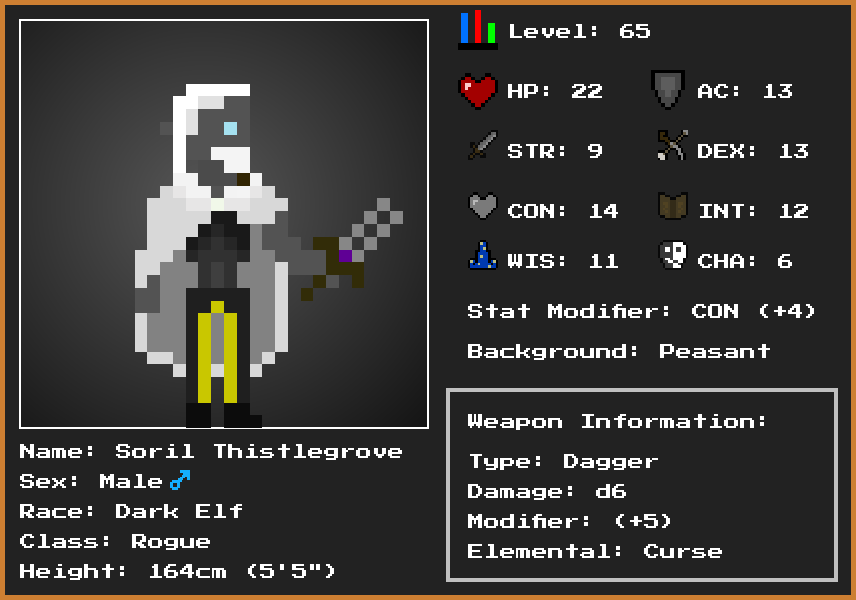 Level: 65
HP: 22 AC: 13
STR: 9 DEX: 13
CON: 14 INT: 12
WIS: 11 CHA: 6
Stat Modifier: CON (+4)
Background: Peasant
Weapon Information:
Type: Dagger
Damage: d6
Modifier: (+5)
Elemental: Curse
Name: Soril Thistlegrove
Sex: Male ♂
Race: Dark Elf
Class: Rogue
Height: 164cm (5'5")